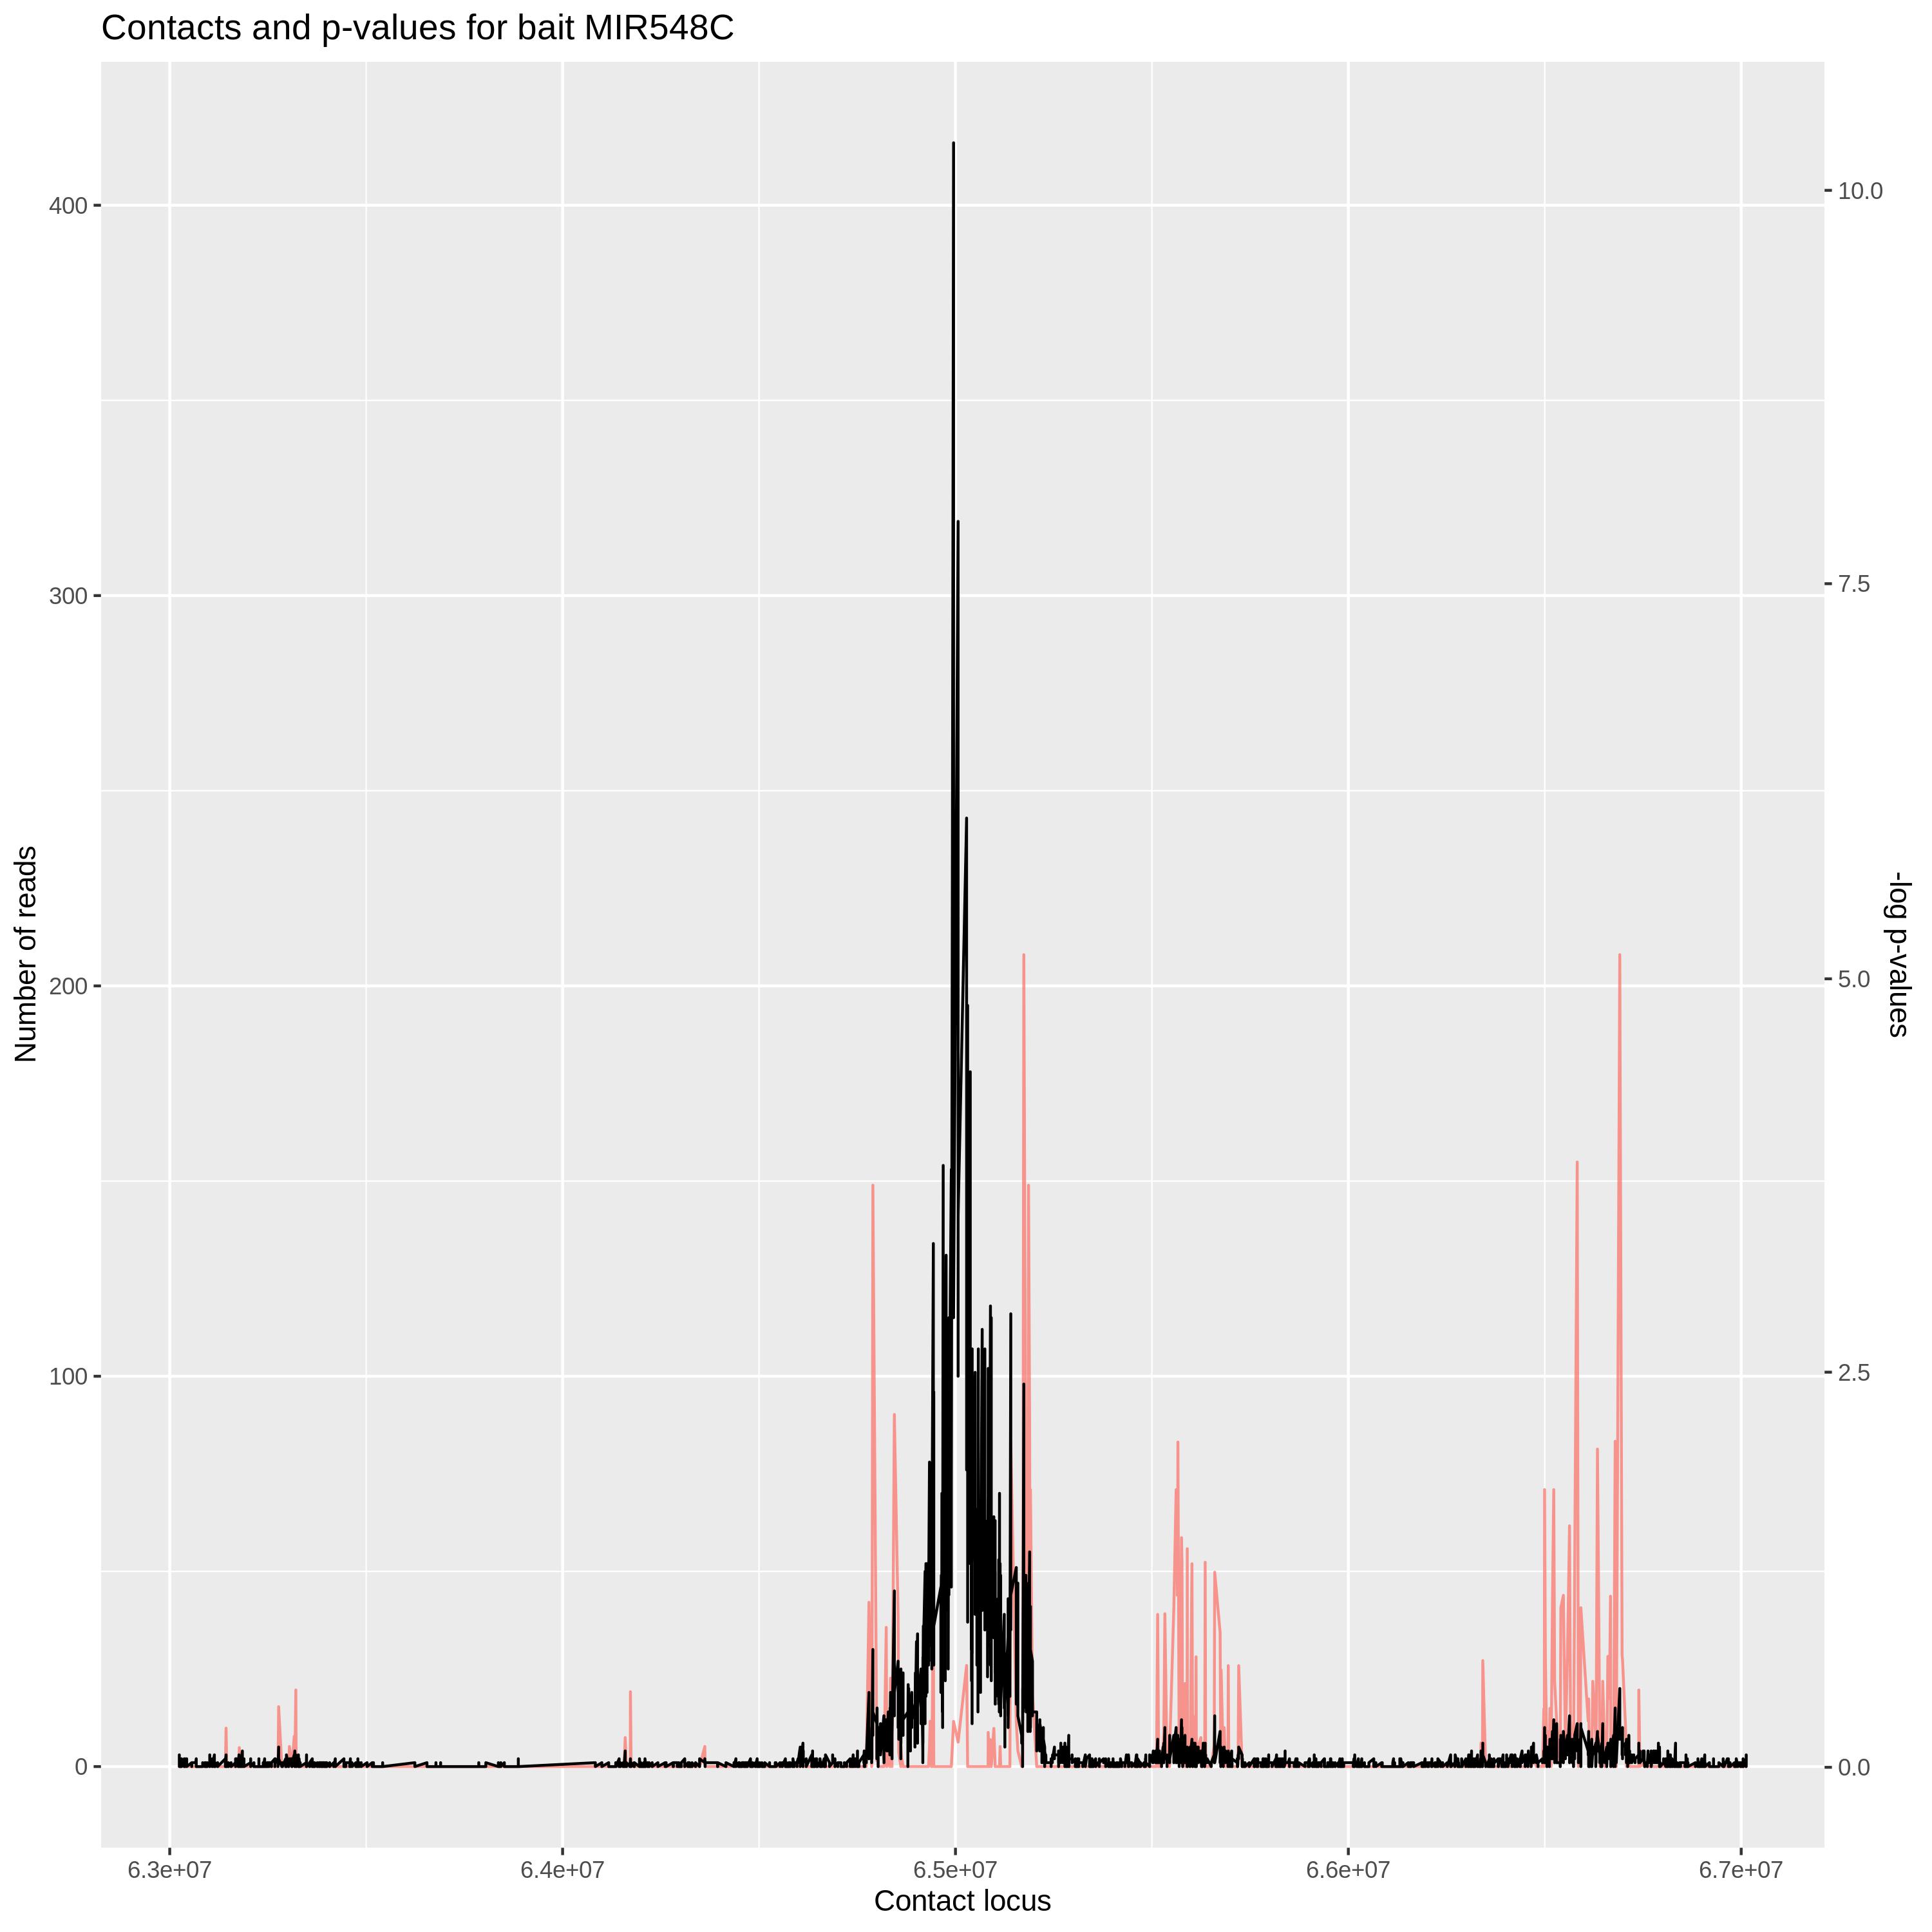 Contacts and p-values for bait MIR548C
400
300
200
100
0
Number of reads
10.0
7.5
5.0
2.5
0.0
-log p-values
6.3e+07
6.4e+07
6.5e+07
6.6e+07
6.7e+07
Contact locus